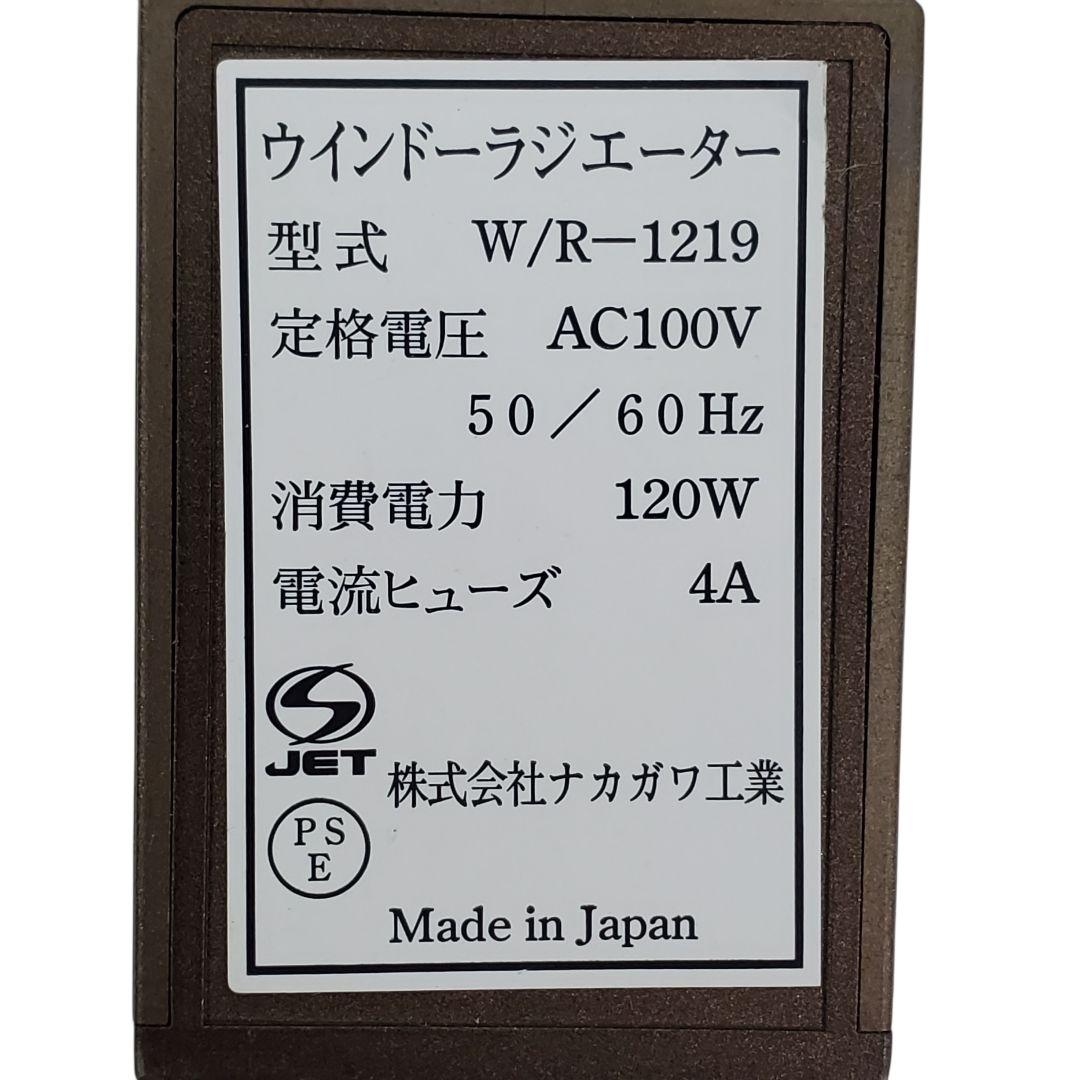 ウインドーラジエーター
型式 W/R－1219
定格電圧 AC100V
50／60Hz
消費電力 120W
電流ヒューズ 4A
JET
株式会社ナカガワ工業
PS
E
Made in Japan